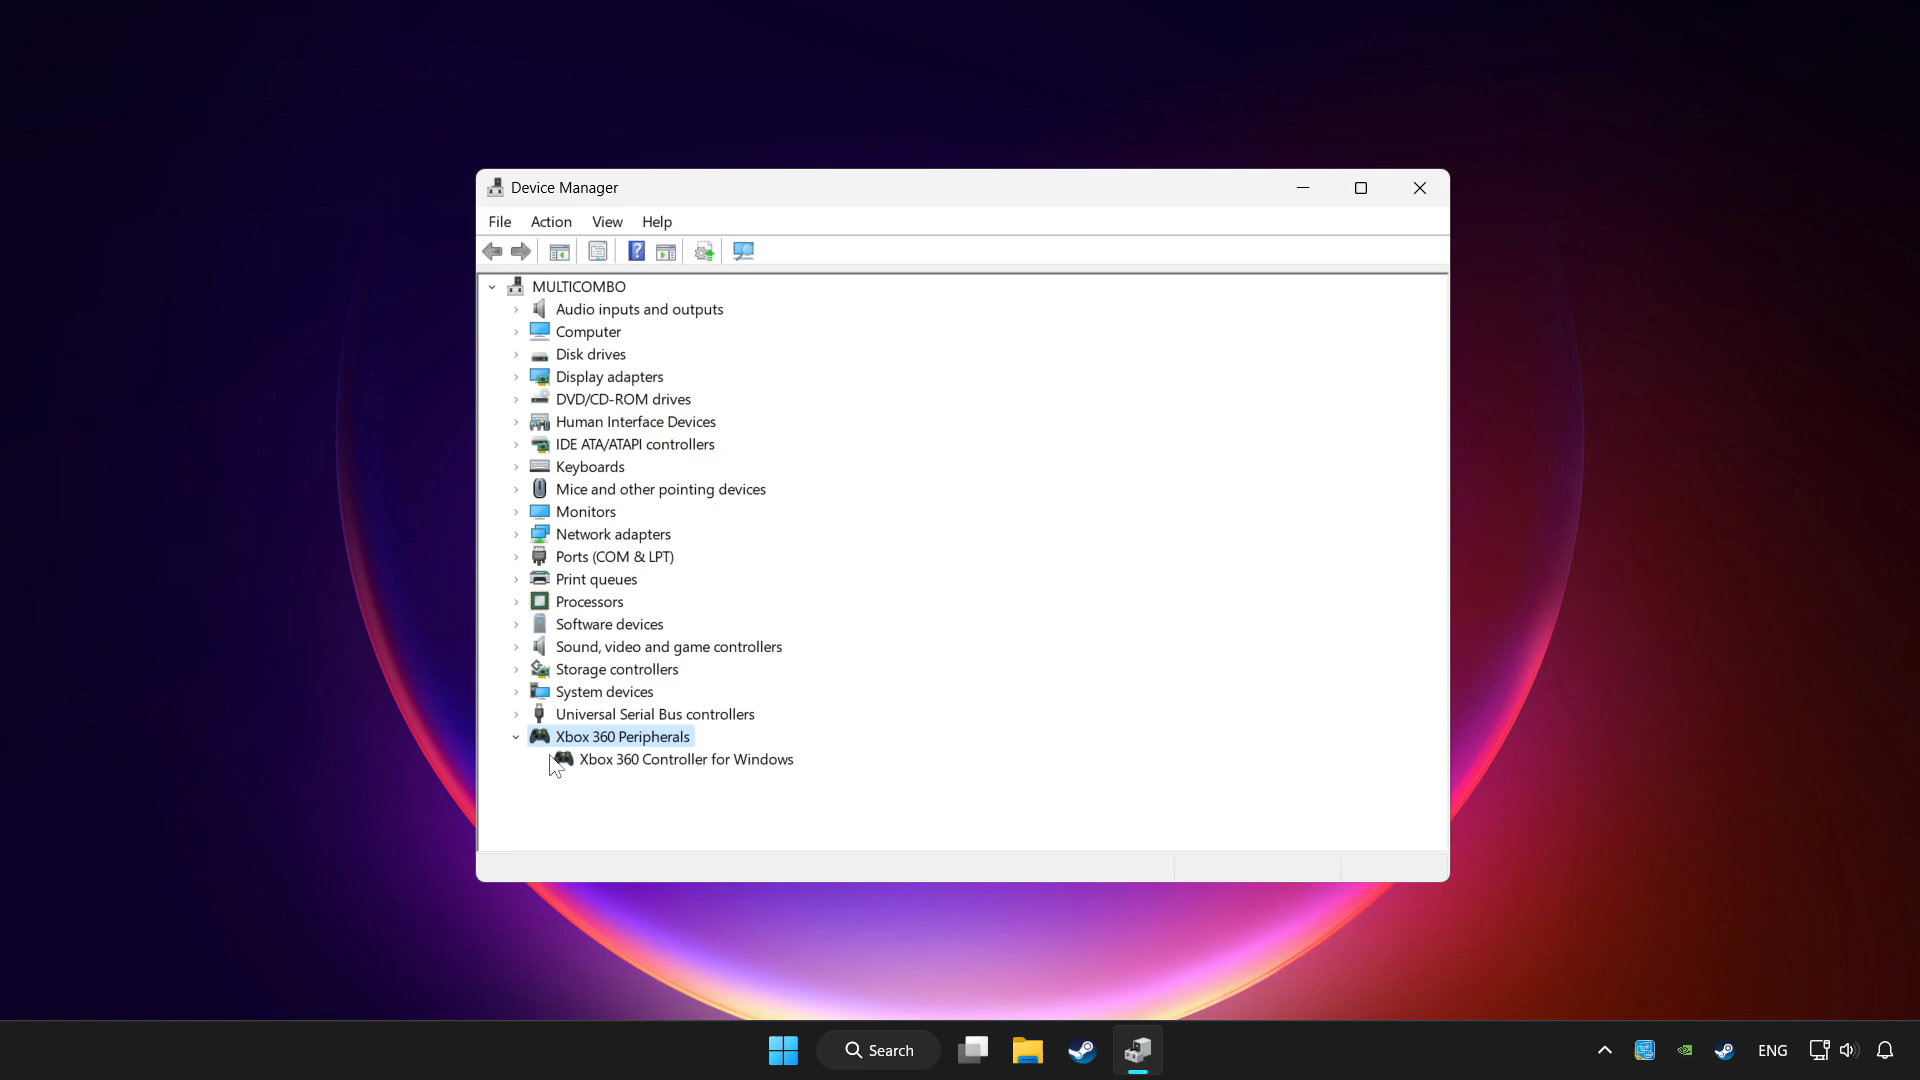 Device Manager
File Action View Help
MULTICOMBO
Audio inputs and outputs
Computer
Disk drives
Display adapters
DVD/CD-ROM drives
Human Interface Devices
IDE ATA/ATAPI controllers
Keyboards
Mice and other pointing devices
Monitors
Network adapters
Ports (COM & LPT)
Print queues
Processors
Software devices
Sound, video and game controllers
Storage controllers
System devices
Universal Serial Bus controllers
Xbox 360 Peripherals
Xbox 360 Controller for Windows
Search
ENG